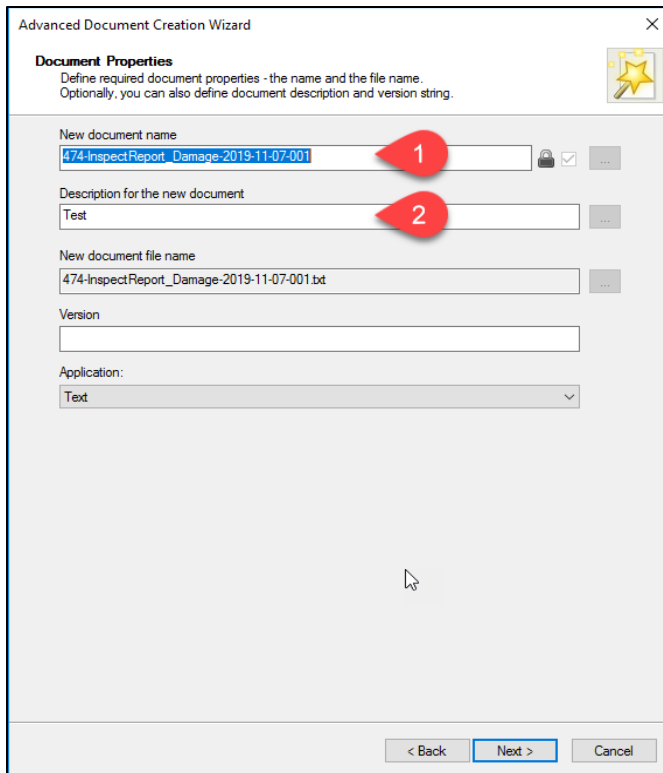 Advanced Document Creation Wizard
Document Properties
Define required document properties - the name and the file name.
Optionally, you can also define document description and version string.
New document name
474-InspectReport_Damage-2019-11-07-001
1
...
Description for the new document
Test
2
...
New document file name
474-InspectReport_Damage-2019-11-07-001.txt
...
Version
Application:
Text
< Back
Next >
Cancel